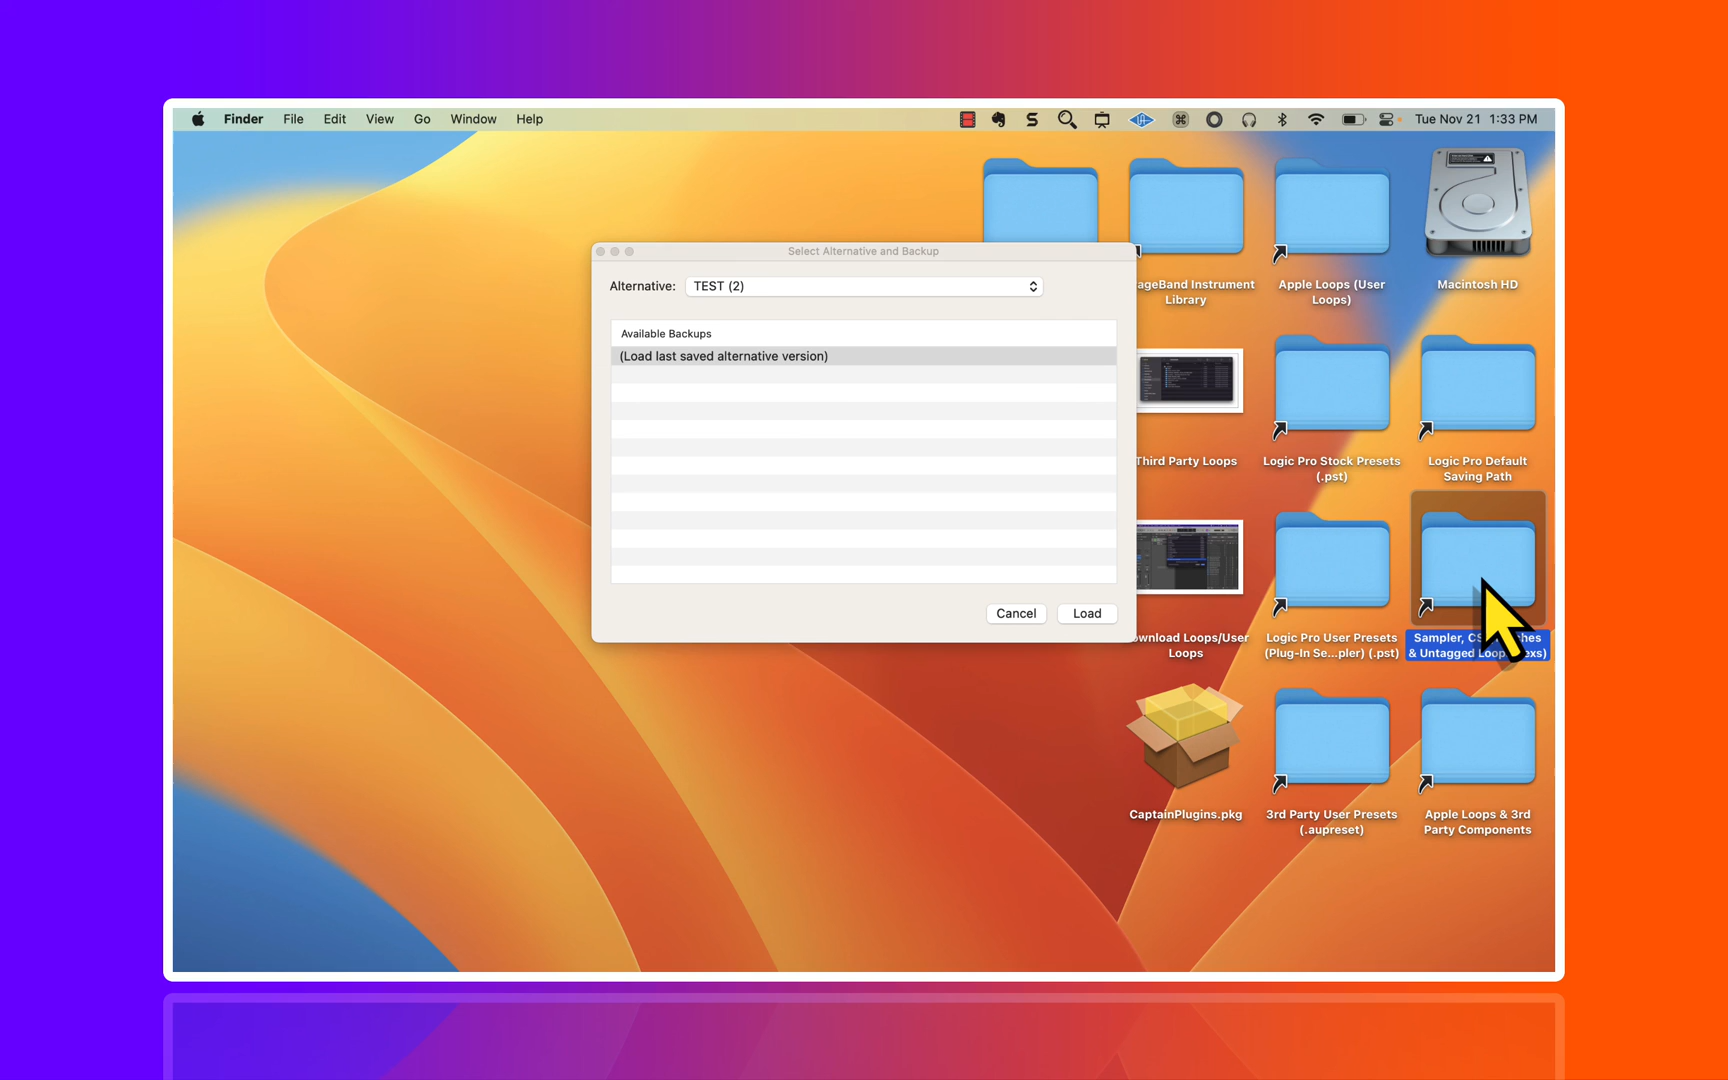 Finder File Edit View Go Window Help Tue Nov 21 1:33 PM
Select Alternative and Backup
Alternative: TEST (2)
Available Backups
(Load last saved alternative version)
Cancel Load
ageBand Instrument
Library
Apple Loops (User
Loops)
Macintosh HD
Third Party Loops
Logic Pro Stock Presets
(.pst)
Logic Pro Default
Saving Path
ownload Loops/User
Loops
Logic Pro User Presets
(Plug-In Se...pler) (.pst)
Sampler, CS
& Untagged
CaptainPlugins.pkg
3rd Party User Presets
(.aupreset)
Apple Loops & 3rd
Party Components